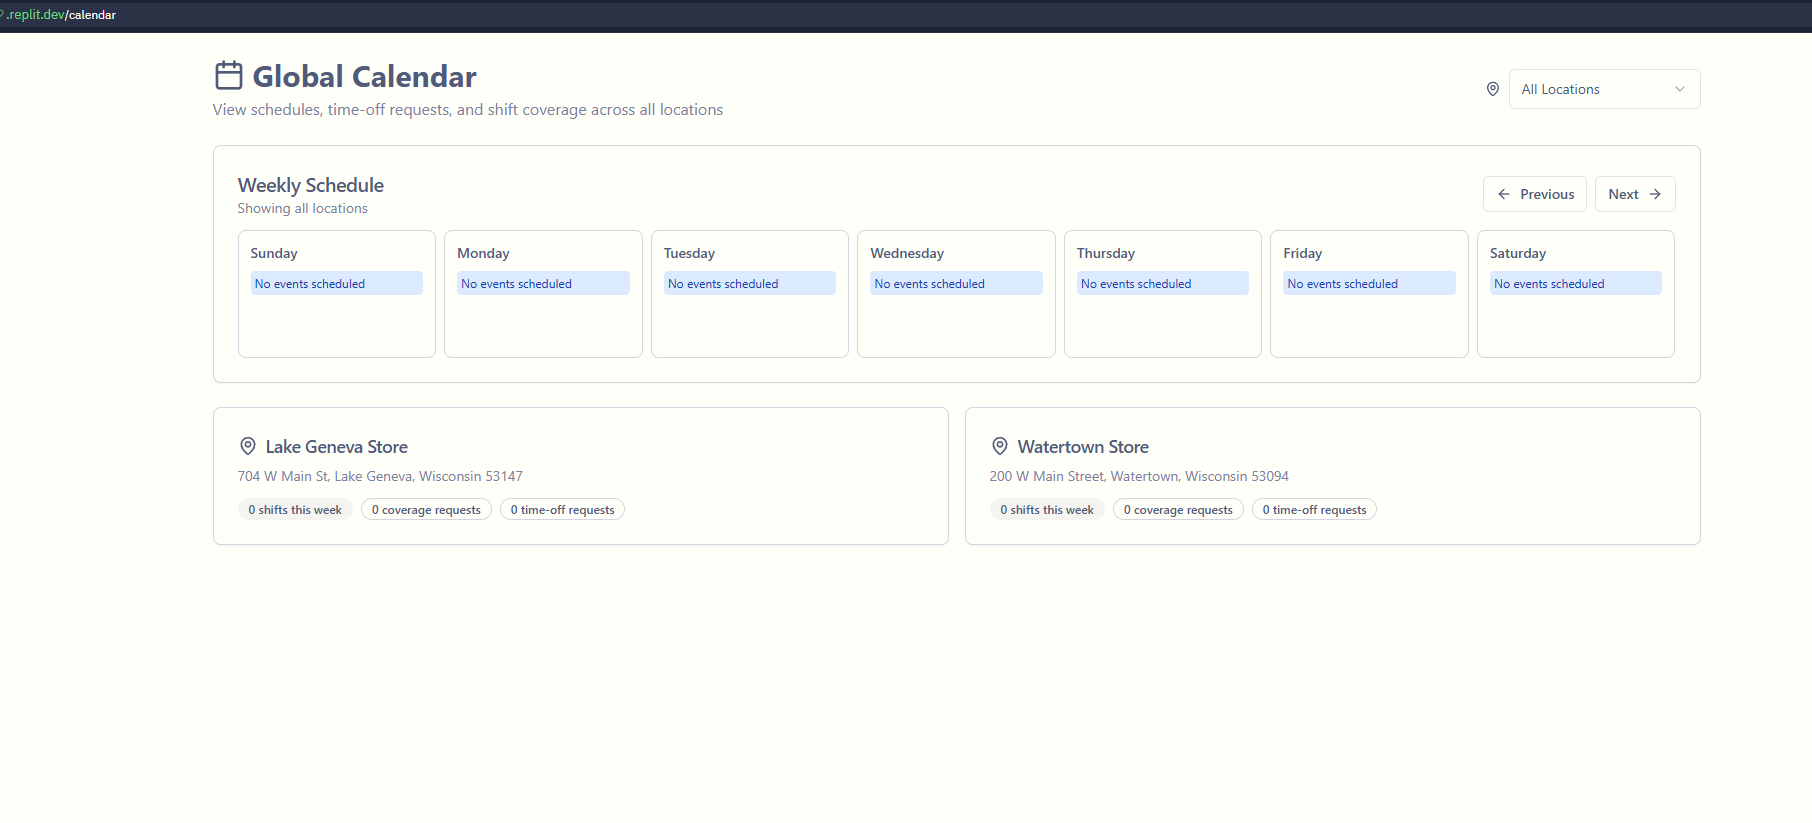 .replit.dev/calendar
Global Calendar
View schedules, time-off requests, and shift coverage across all locations
All Locations
Weekly Schedule
Showing all locations
Previous
Next
Sunday
No events scheduled
Monday
No events scheduled
Tuesday
No events scheduled
Wednesday
No events scheduled
Thursday
No events scheduled
Friday
No events scheduled
Saturday
No events scheduled
Lake Geneva Store
704 W Main St, Lake Geneva, Wisconsin 53147
0 shifts this week
0 coverage requests
0 time-off requests
Watertown Store
200 W Main Street, Watertown, Wisconsin 53094
0 shifts this week
0 coverage requests
0 time-off requests